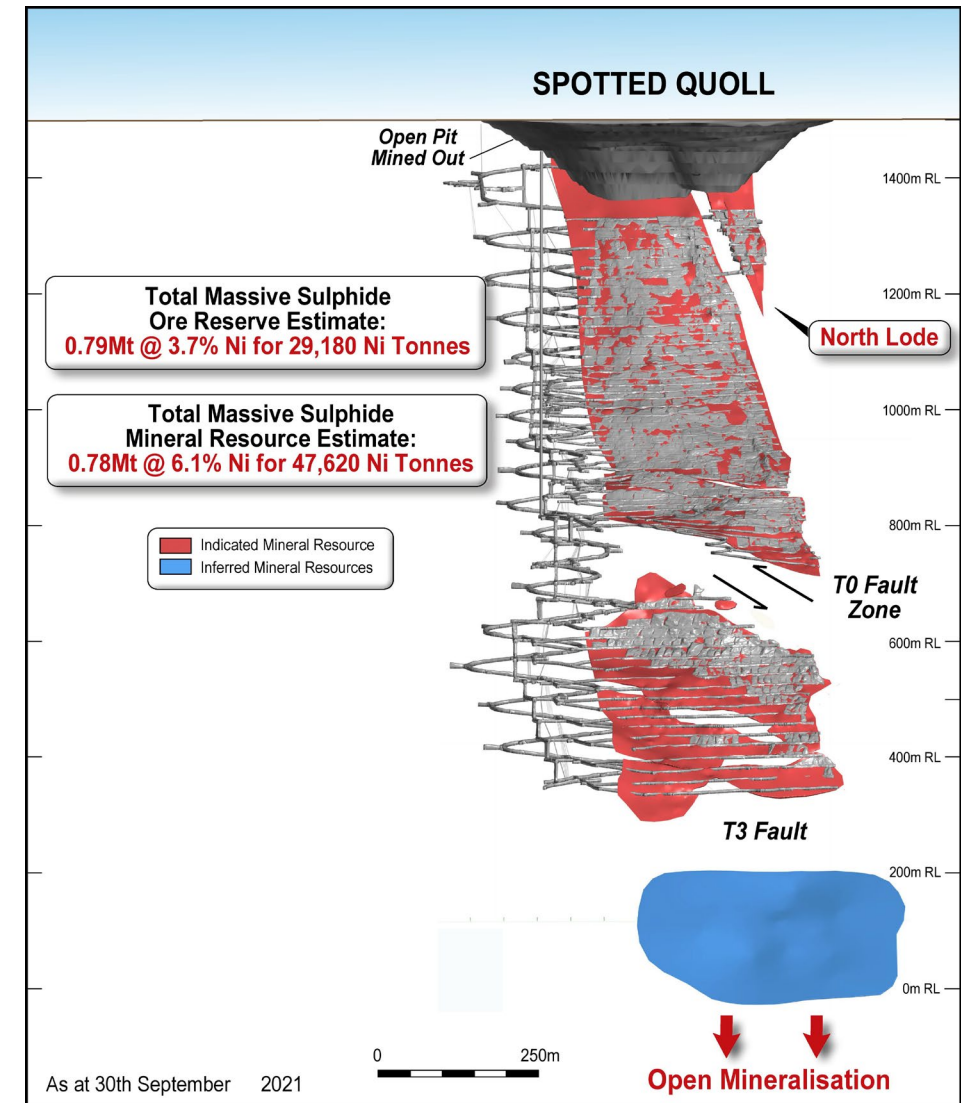 SPOTTED QUOLL
Open Pit
Mined Out
1400m RL
1200m RL
Total Massive Sulphide
Ore Reserve Estimate:
0.79Mt @ 3.7% Ni for 29,180 Ni Tonnes
North Lode
1000m RL
Total Massive Sulphide
Mineral Resource Estimate:
0.78Mt @ 6.1% Ni for 47,620 Ni Tonnes
800m RL
Indicated Mineral Resource
Inferred Mineral Resources
T0 Fault
Zone
600m RL
400m RL
T3 Fault
200m RL
0m RL
0 250m
Open Mineralisation
As at 30th September 2021